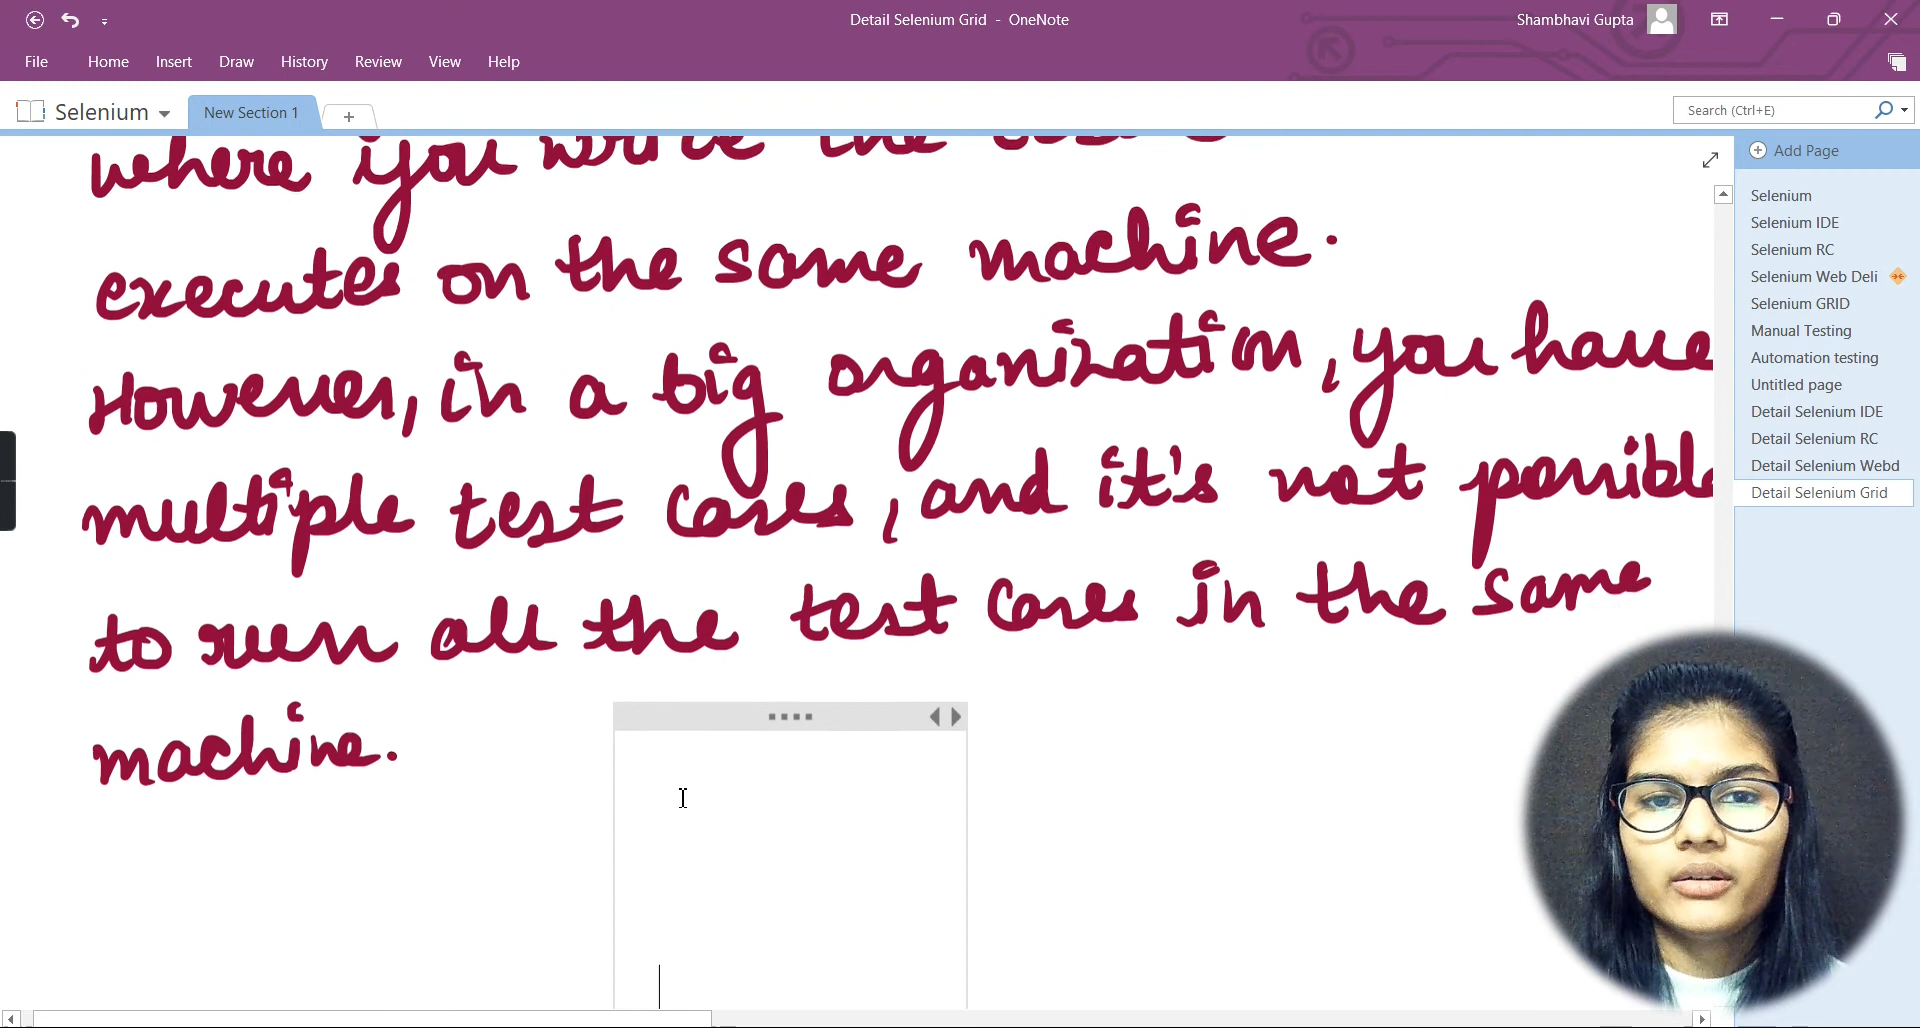 Detail Selenium Grid - OneNote
Shambhavi Gupta
File Home Insert Draw History Review View Help
Selenium
New Section 1
+
Search (Ctrl+E)
where you write the
executes on the same machine.
However, in a big organization, you have
multiple test cases, and it's not possible
to run all the test cases in the same
machine.
Add Page
Selenium
Selenium IDE
Selenium RC
Selenium Web Deli
Selenium GRID
Manual Testing
Automation testing
Untitled page
Detail Selenium IDE
Detail Selenium RC
Detail Selenium Webd
Detail Selenium Grid